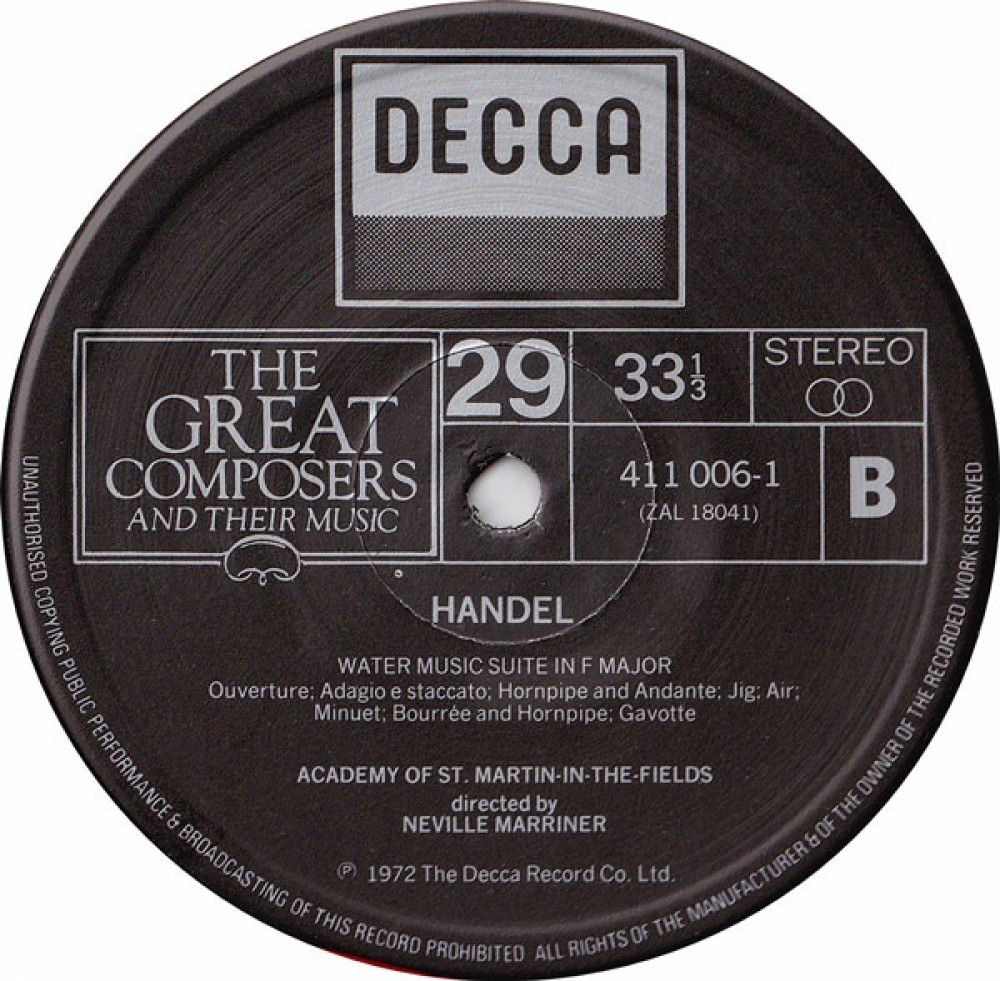 DECCA
THE
GREAT
COMPOSERS
AND THEIR MUSIC
29
33 1/3
STEREO
411 006-1
(ZAL 18041)
B
HANDEL
WATER MUSIC SUITE IN F MAJOR
Ouverture; Adagio e staccato; Hornpipe and Andante; Jig; Air;
Minuet; Bourrée and Hornpipe; Gavotte
ACADEMY OF ST. MARTIN-IN-THE-FIELDS
directed by
NEVILLE MARRINER
℗ 1972 The Decca Record Co. Ltd.
UNAUTHORISED COPYING PUBLIC PERFORMANCE & BROADCASTING OF THIS RECORD PROHIBITED ALL RIGHTS OF THE MANUFACTURER & OF THE OWNER OF THE RECORDED WORK RESERVED